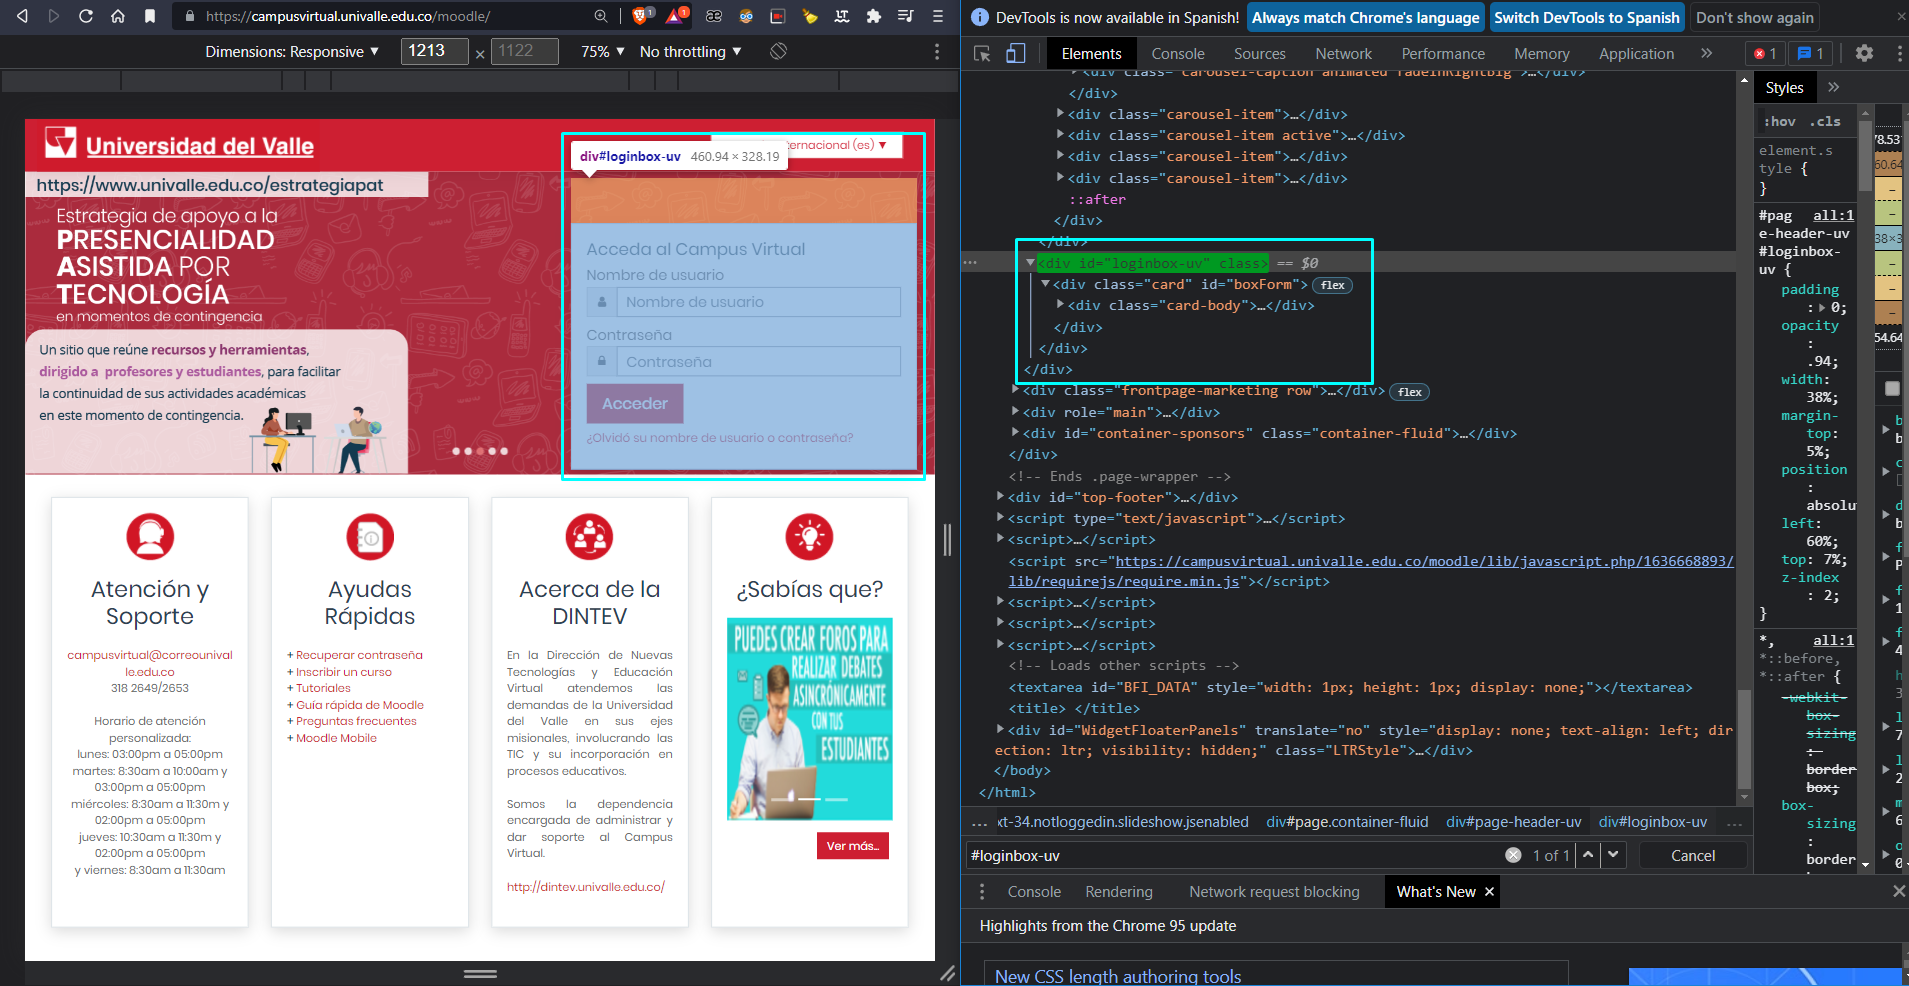 https://campusvirtual.univalle.edu.co/moodle/
1
1
Dimensions: Responsive ▼ 1213 × 1122 75% ▼ No throttling ▼
Universidad del Valle
nternacional (es) ▼
div#loginbox-uv 460.94 × 328.19
https://www.univalle.edu.co/estrategiapat
Estrategia de apoyo a la
PRESENCIALIDAD
ASISTIDA POR
TECNOLOGÍA
en momentos de contingencia
Un sitio que reúne recursos y herramientas,
dirigido a profesores y estudiantes, para facilitar
la continuidad de sus actividades académicas
en este momento de contingencia.
Acceda al Campus Virtual
Nombre de usuario
Nombre de usuario
Contraseña
Contraseña
Acceder
¿Olvidó su nombre de usuario o contraseña?
Atención y
Soporte
campusvirtual@correounival
le.edu.co
318 2649/2653
Horario de atención
personalizada:
lunes: 03:00pm a 05:00pm
martes: 8:30am a 10:00am y
03:00pm a 05:00pm
miércoles: 8:30am a 11:30m y
02:00pm a 05:00pm
jueves: 10:30am a 11:30m y
02:00pm a 05:00pm
y viernes: 8:30am a 11:30am
Ayudas
Rápidas
+ Recuperar contraseña
+ Inscribir un curso
+ Tutoriales
+ Guía rápida de Moodle
+ Preguntas frecuentes
+ Moodle Mobile
Acerca de la
DINTEV
En la Dirección de Nuevas
Tecnologías y Educación
Virtual atendemos las
demandas de la Universidad
del Valle en sus ejes
misionales, involucrando las
TIC y su incorporación en
procesos educativos.
Somos la dependencia
encargada de administrar y
dar soporte al Campus
Virtual.
http://dintev.univalle.edu.co/
¿Sabías que?
PUEDES CREAR FOROS PARA
REALIZAR DEBATES
ASINCRÓNICAMENTE
CON TUS
ESTUDIANTES
Ver más...
DevTools is now available in Spanish! Always match Chrome's language Switch DevTools to Spanish Don't show again
Elements Console Sources Network Performance Memory Application » 1 1
<div class="carousel-caption animated fadeInRightBig">…</div>
</div>
<div class="carousel-item">…</div>
<div class="carousel-item active">…</div>
<div class="carousel-item">…</div>
<div class="carousel-item">…</div>
::after
</div>
</div>
<div id="loginbox-uv" class> == $0
<div class="card" id="boxForm"> flex
<div class="card-body">…</div>
</div>
</div>
</div>
<div class="frontpage-marketing row">…</div> flex
<div role="main">…</div>
<div id="container-sponsors" class="container-fluid">…</div>
</div>
<!-- Ends .page-wrapper -->
<div id="top-footer">…</div>
<script type="text/javascript">…</script>
<script>…</script>
<script src="https://campusvirtual.univalle.edu.co/moodle/lib/javascript.php/1636668893/
lib/requirejs/require.min.js"></script>
<script>…</script>
<script>…</script>
<script>…</script>
<!-- Loads other scripts -->
<textarea id="BFI_DATA" style="width: 1px; height: 1px; display: none;"></textarea>
<title> </title>
<div id="WidgetFloaterPanels" translate="no" style="display: none; text-align: left; dir
ection: ltr; visibility: hidden;" class="LTRStyle">…</div>
</body>
</html>
... xt-34.notloggedin.slideshow.jsenabled div#page.container-fluid div#page-header-uv div#loginbox-uv ...
#loginbox-uv 1 of 1 Cancel
Console Rendering Network request blocking What's New ×
Highlights from the Chrome 95 update
New CSS length authoring tools
Styles »
:hov .cls
element.s
tyle {
}
#pag all:1
e-header-uv
#loginbox-
uv {
padding
: 0;
opacity
:
.94;
width:
38%;
margin-
top:
5%;
position
:
absolu
left:
60%;
top: 7%;
z-index
: 2;
}
*, all:1
*::before,
*::after {
-webkit-
box-
sizing
:
border
box;
box-
sizing
:
border
78.53
60.64
38×3
54.64